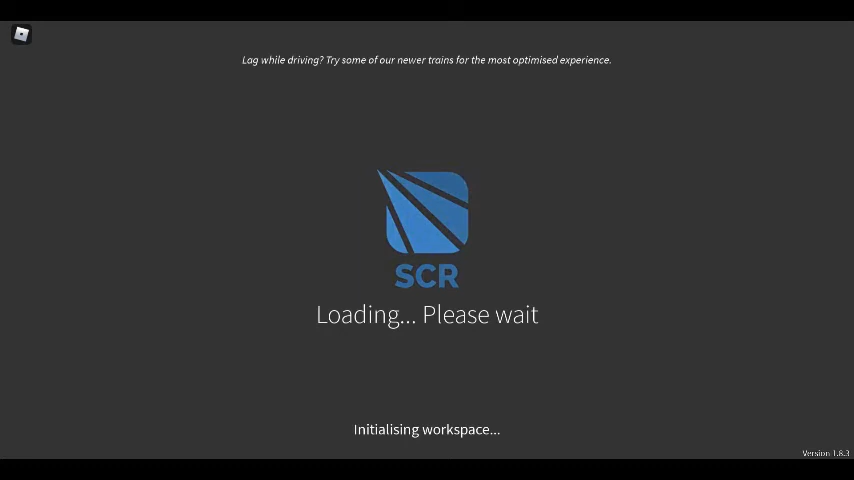 Lag while driving? Try some of our newer trains for the most optimised experience.
SCR
Loading... Please wait
Initialising workspace...
Version 1.8.3